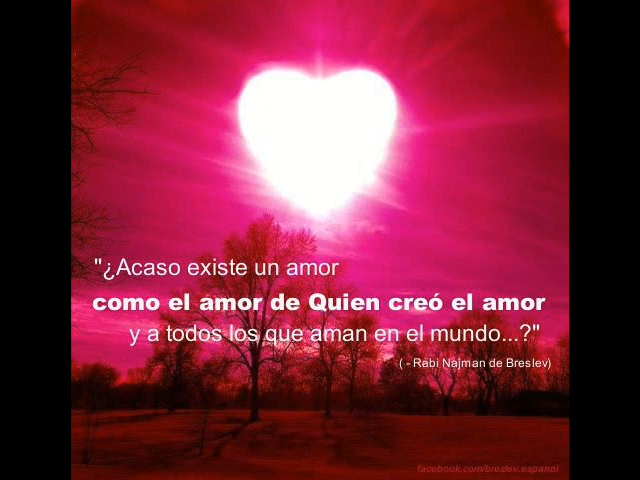 "¿Acaso existe un amor
como el amor de Quien creó el amor
y a todos los que aman en el mundo...?"
( - Rabi Najman de Breslev)
facebook.com/breslev.espanol